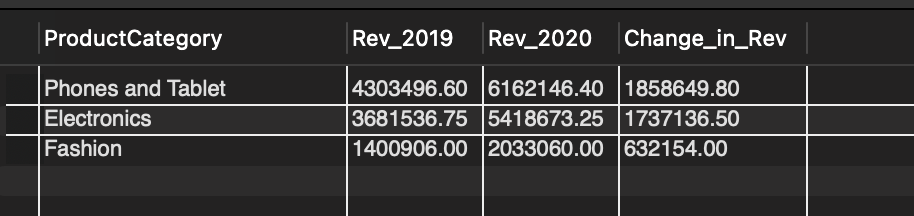 ProductCategory Rev_2019 Rev_2020 Change_in_Rev
Phones and Tablet 4303496.60 6162146.40 1858649.80
Electronics 3681536.75 5418673.25 1737136.50
Fashion 1400906.00 2033060.00 632154.00